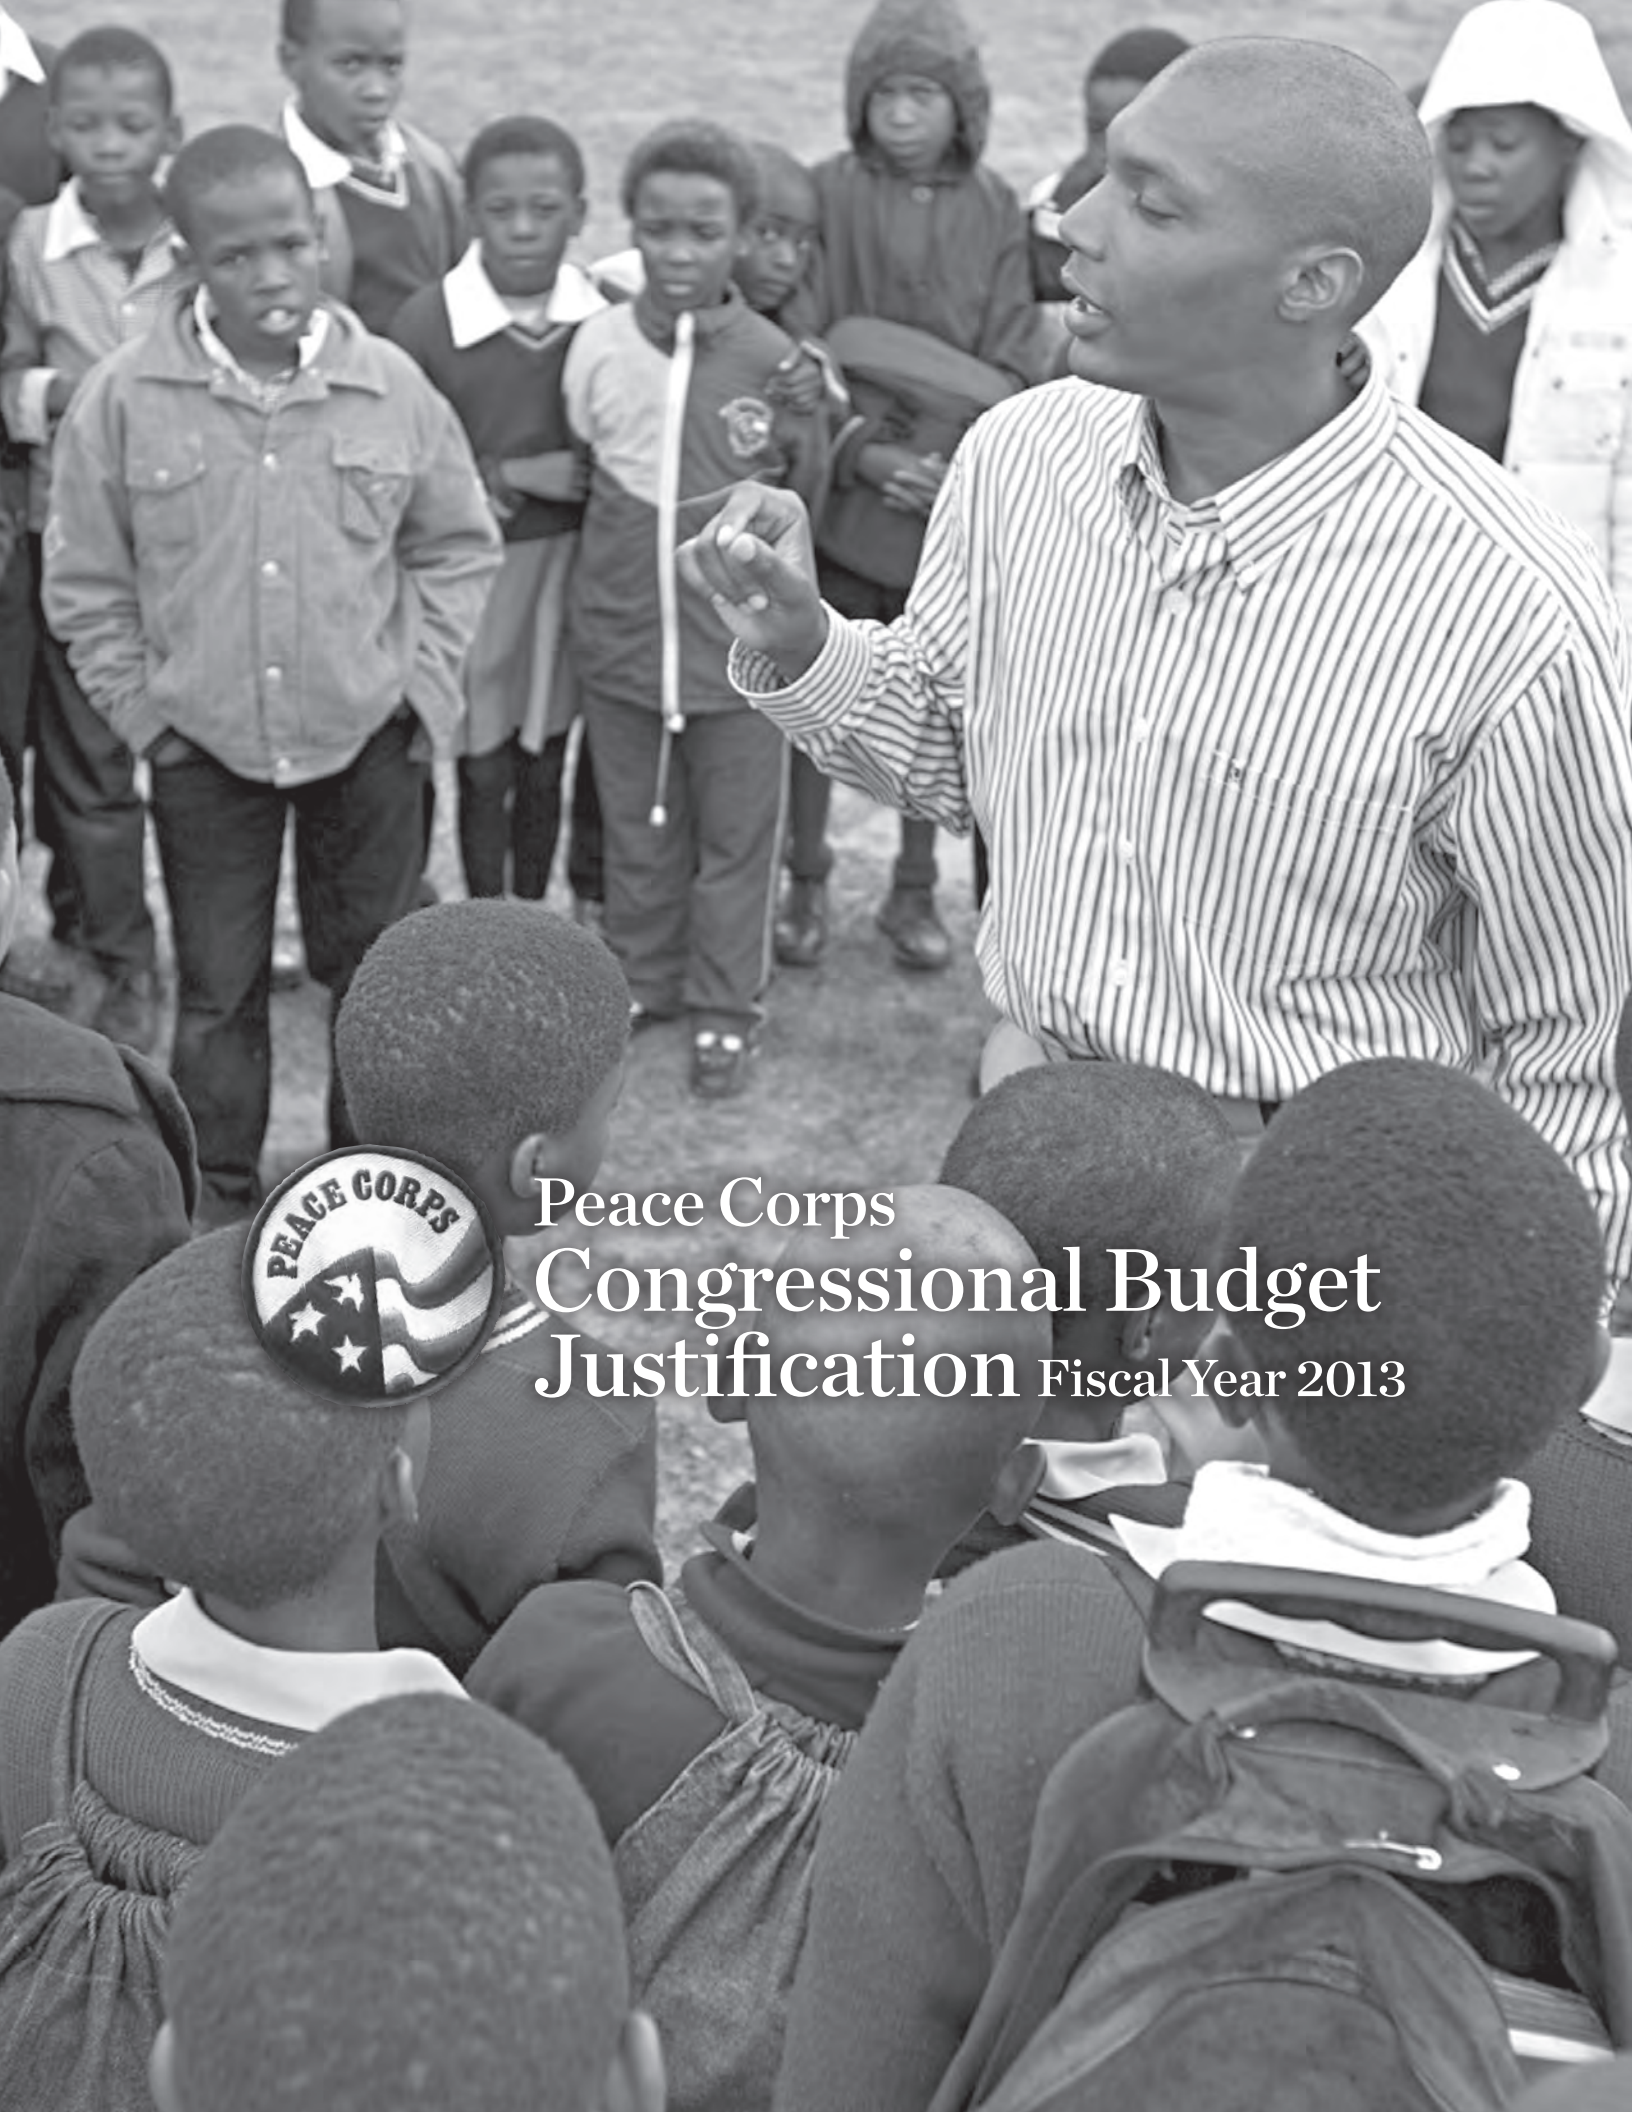 PEACE CORPS
Peace Corps
Congressional Budget
Justification Fiscal Year 2013